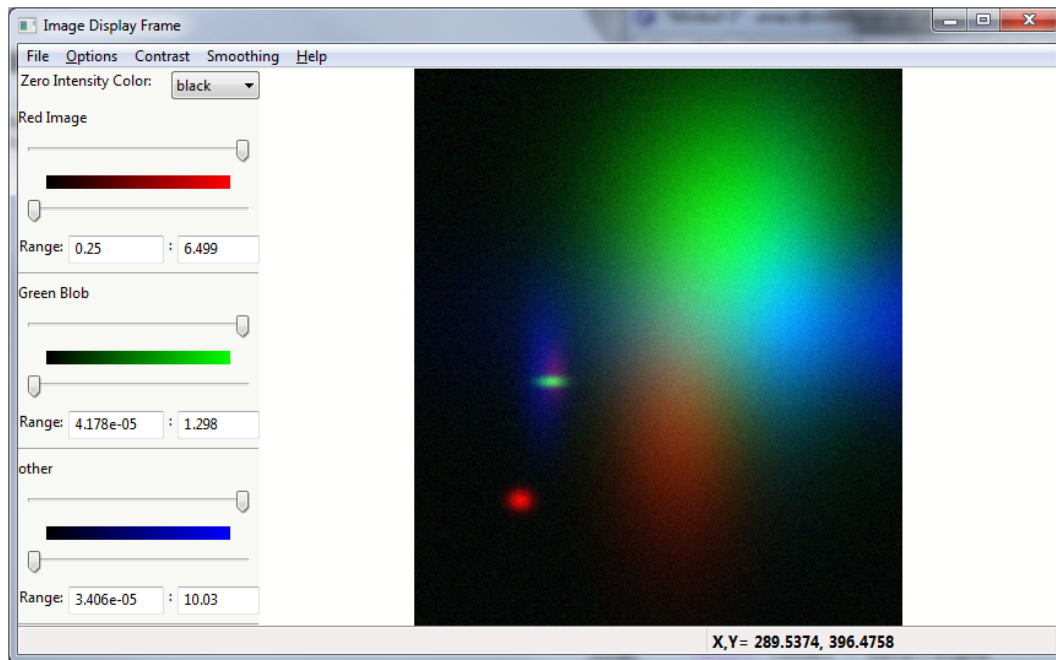 Image Display Frame
File Options Contrast Smoothing Help
Zero Intensity Color: black
Red Image
Range: 0.25 : 6.499
Green Blob
Range: 4.178e-05 : 1.298
other
Range: 3.406e-05 : 10.03
X,Y= 289.5374, 396.4758